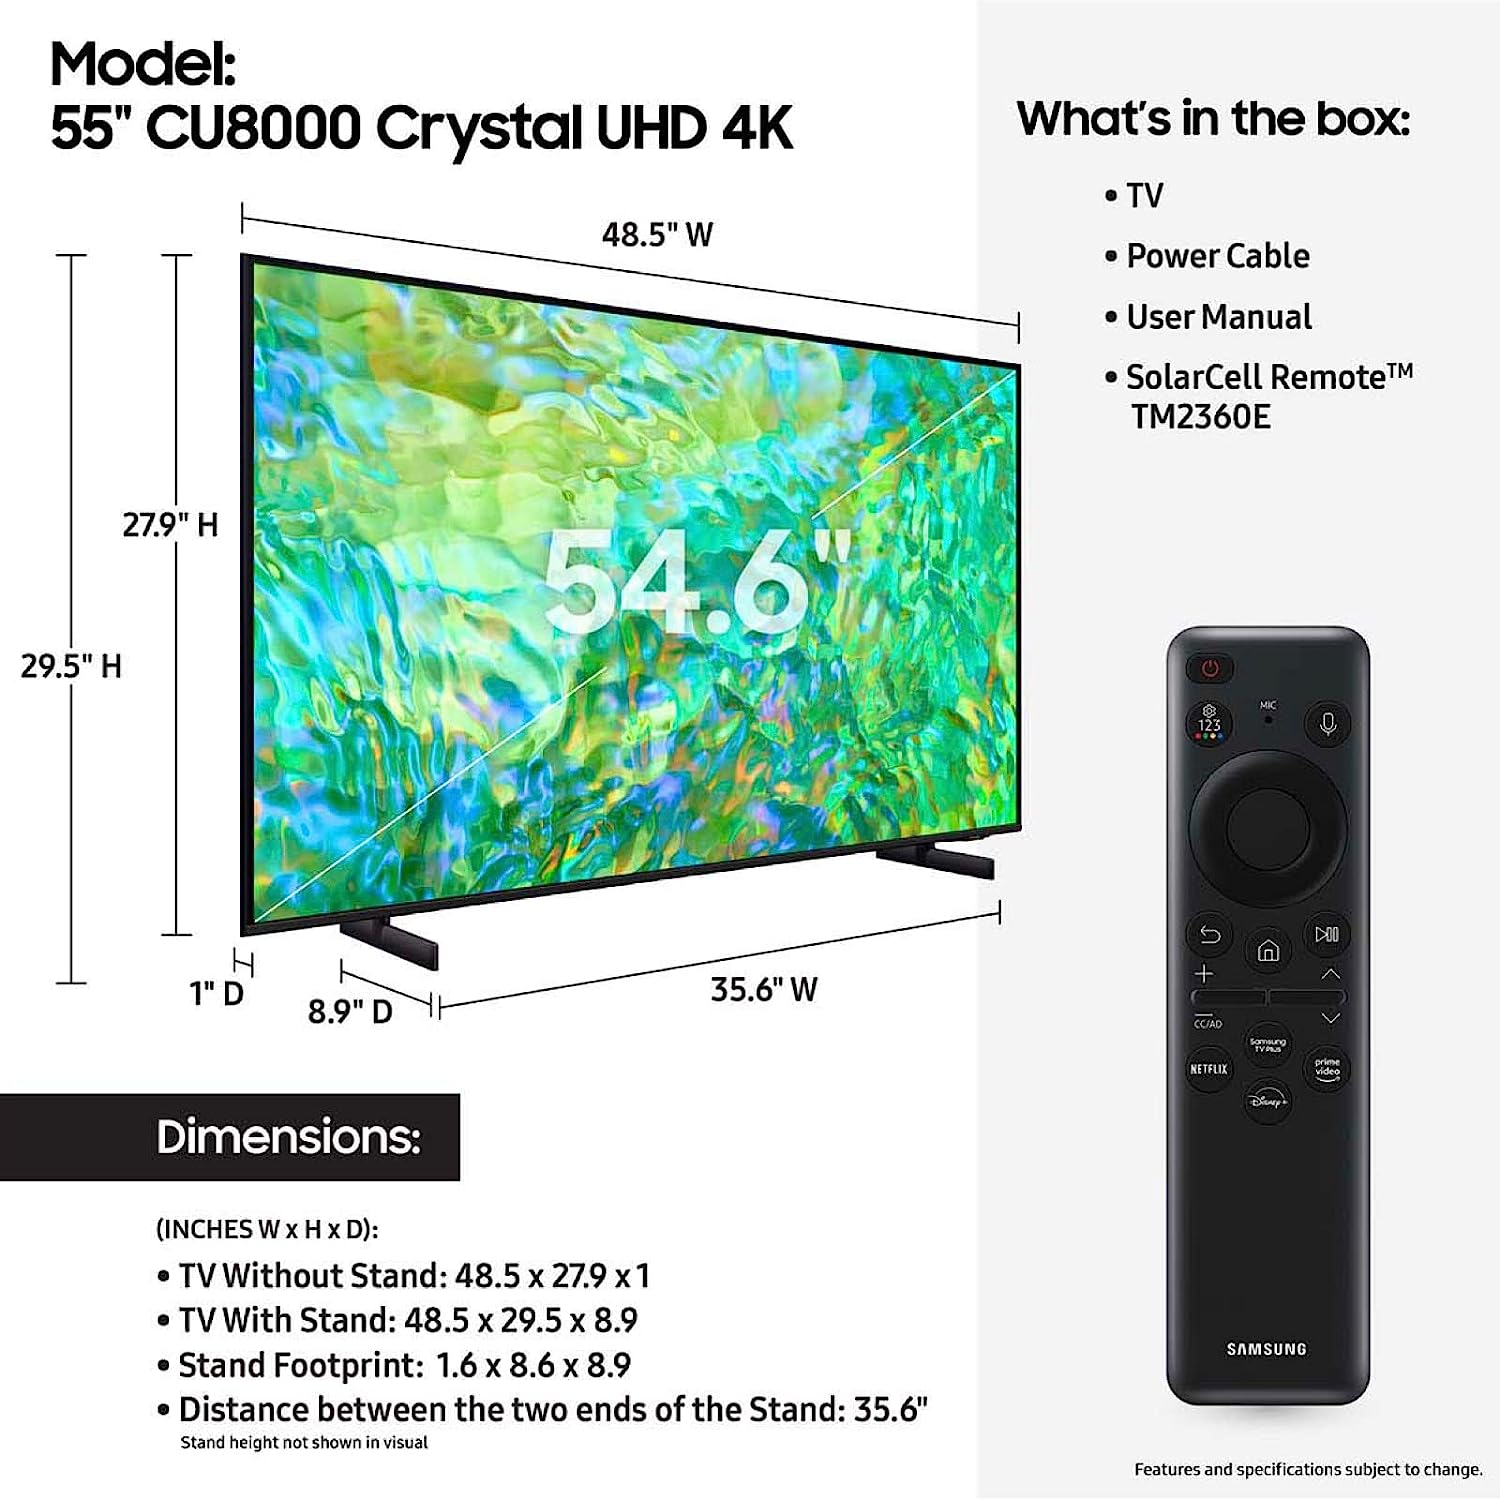 Model:
55" CU8000 Crystal UHD 4K
What's in the box:
• TV
• Power Cable
• User Manual
• SolarCell Remote™
TM2360E
48.5" W
27.9" H
29.5" H
54.6"
1" D
8.9" D
35.6" W
MIC
123
CC/AD
Samsung
TV Plus
NETFLIX
prime
video
Disney+
SAMSUNG
Dimensions:
(INCHES W x H x D):
• TV Without Stand: 48.5 x 27.9 x 1
• TV With Stand: 48.5 x 29.5 x 8.9
• Stand Footprint: 1.6 x 8.6 x 8.9
• Distance between the two ends of the Stand: 35.6"
Stand height not shown in visual
Features and specifications subject to change.